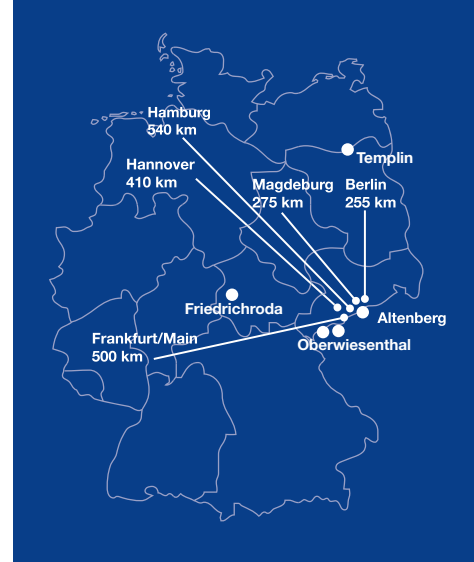 Hamburg
540 km
Templin
Hannover
410 km
Magdeburg
275 km
Berlin
255 km
Friedrichroda
Altenberg
Frankfurt/Main
500 km
Oberwiesenthal